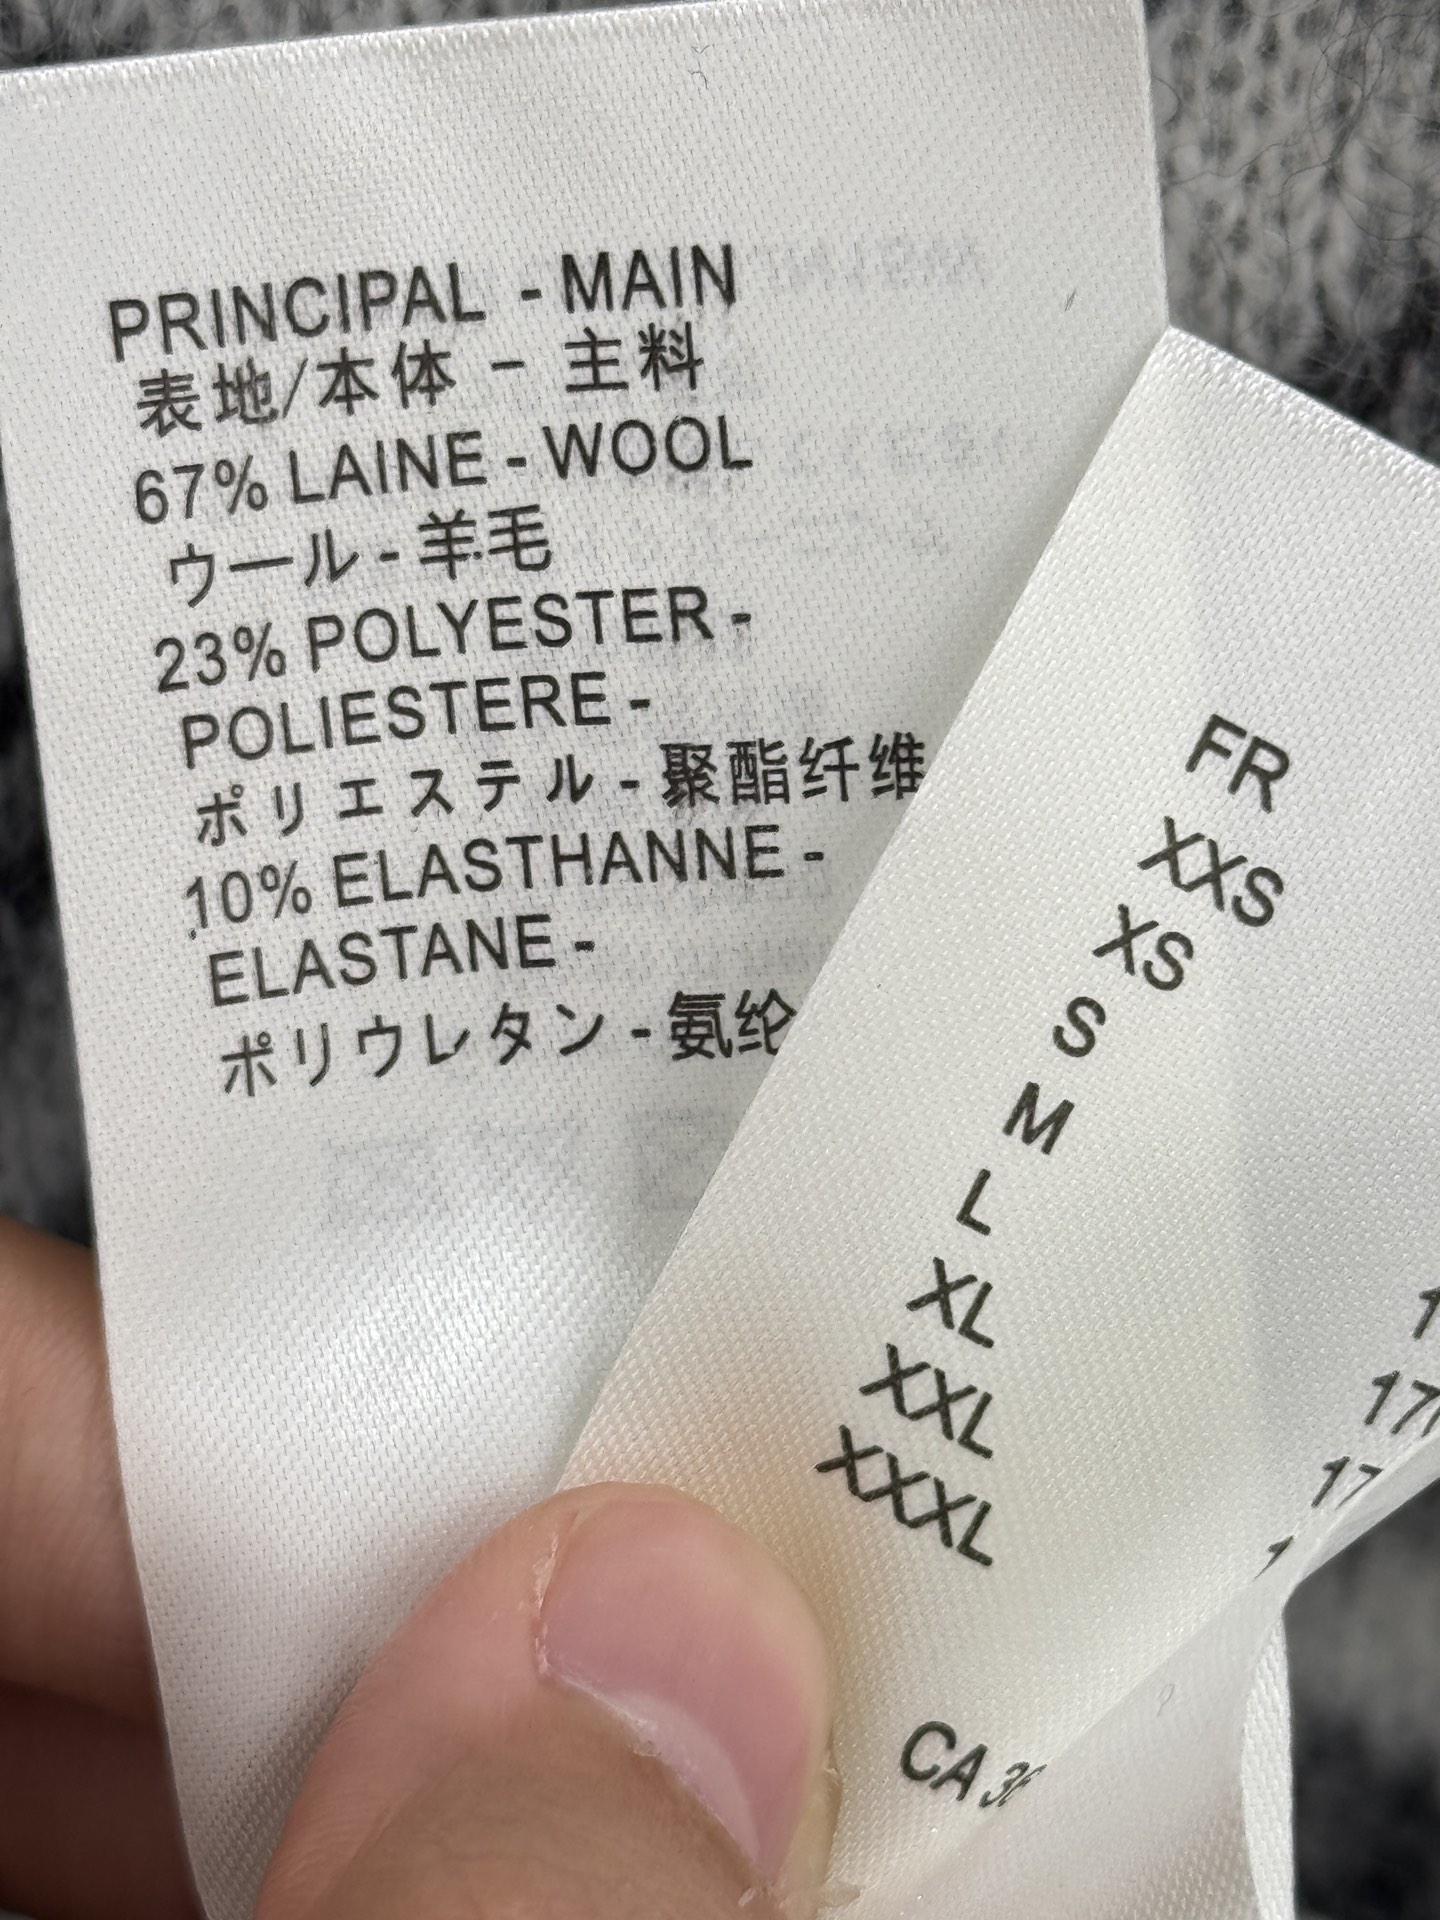 PRINCIPAL - MAIN
表地/本体 - 主料
67% LAINE - WOOL
ウール - 羊毛
23% POLYESTER -
POLIESTERE -
ポリエステル - 聚酯纤维
10% ELASTHANNE -
ELASTANE -
ポリウレタン - 氨纶
FR
XXS
XS
S
M
L
XL
XXL
XXXL
CA